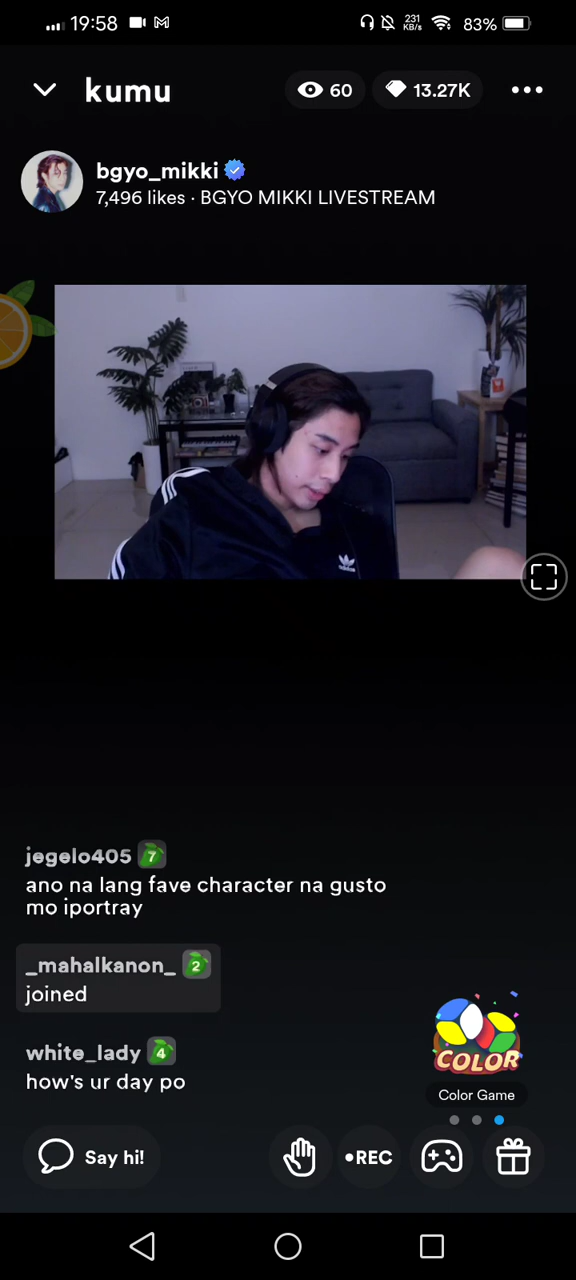 19:58
231
KB/s
83%
kumu
60
13.27K
bgyo_mikki
7,496 likes · BGYO MIKKI LIVESTREAM
adidas
jegelo405 7
ano na lang fave character na gusto
mo iportray
_mahalkanon_ 2
joined
white_lady 4
how's ur day po
COLOR
Color Game
Say hi!
•REC